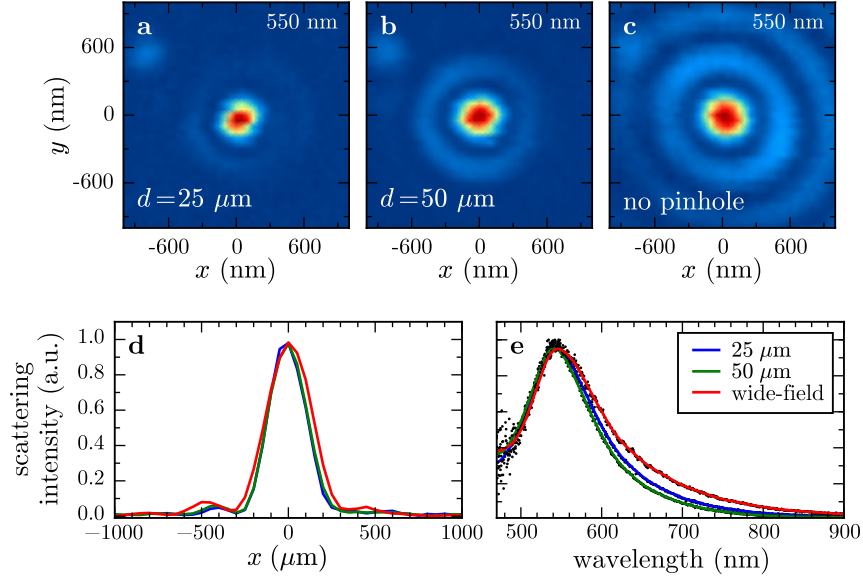 a 550 nm
b 550 nm
c 550 nm
600
0
-600
y (nm)
d = 25 μm
d = 50 μm
no pinhole
-600 0 600
-600 0 600
-600 0 600
x (nm)
x (nm)
x (nm)
d
1.0
0.8
0.6
0.4
0.2
0.0
scattering
intensity (a.u.)
−1000 −500 0 500 1000
x (μm)
e
25 μm
50 μm
wide-field
500 600 700 800 900
wavelength (nm)